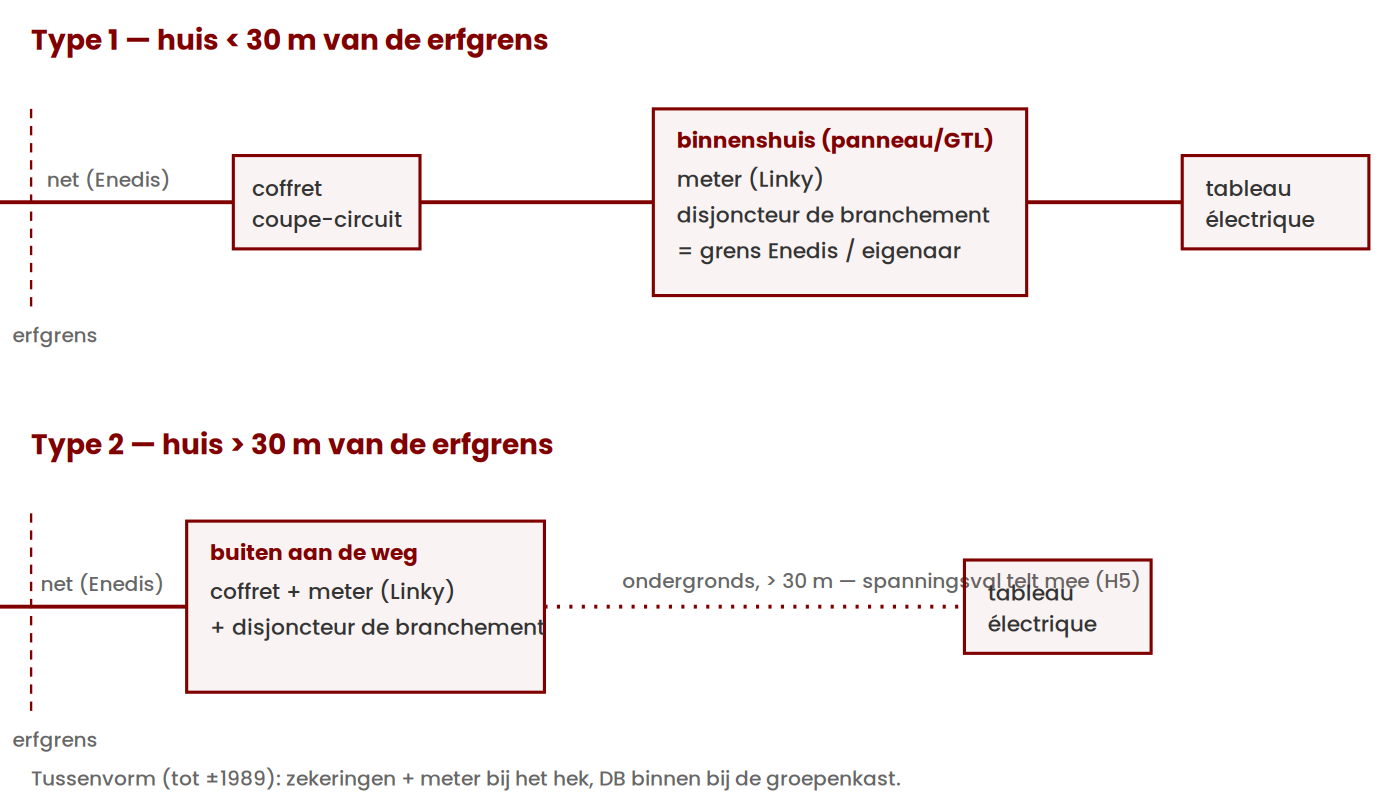 Type 1 — huis < 30 m van de erfgrens
net (Enedis)
coffret
coupe-circuit
binnenshuis (panneau/GTL)
meter (Linky)
disjoncteur de branchement
= grens Enedis / eigenaar
tableau
électrique
erfgrens
Type 2 — huis > 30 m van de erfgrens
net (Enedis)
buiten aan de weg
coffret + meter (Linky)
+ disjoncteur de branchement
ondergronds, > 30 m — spanningsval telt mee (H5)
tableau
électrique
erfgrens
Tussenvorm (tot ±1989): zekeringen + meter bij het hek, DB binnen bij de groepenkast.